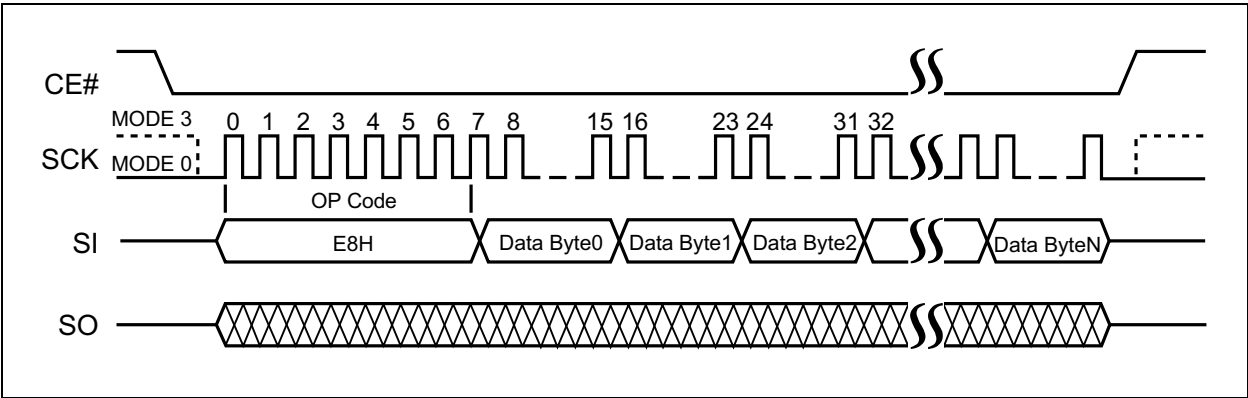 CE#
MODE 3
0 1 2 3 4 5 6 7 8 15 16 23 24 31 32
SCK
MODE 0
OP Code
SI
E8H
Data Byte0
Data Byte1
Data Byte2
Data ByteN
SO